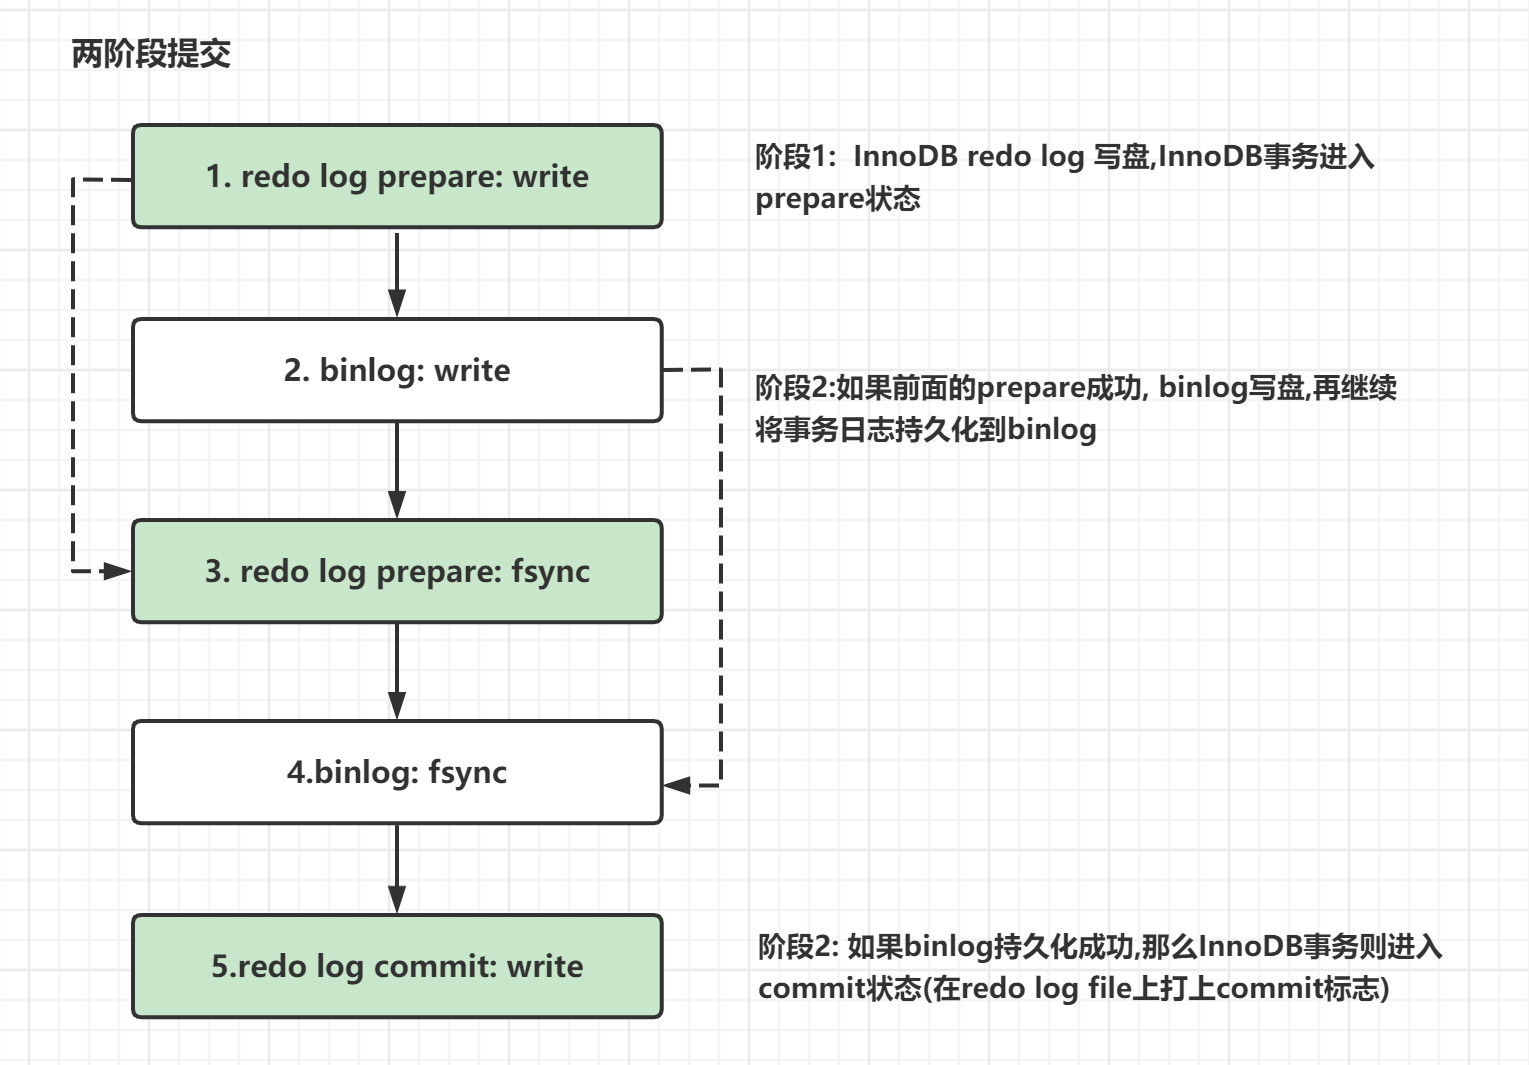 两阶段提交
1. redo log prepare: write
阶段1：InnoDB redo log 写盘,InnoDB事务进入
prepare状态
2. binlog: write
阶段2:如果前面的prepare成功, binlog写盘,再继续
将事务日志持久化到binlog
3. redo log prepare: fsync
4.binlog: fsync
5.redo log commit: write
阶段2: 如果binlog持久化成功,那么InnoDB事务则进入
commit状态(在redo log file上打上commit标志)